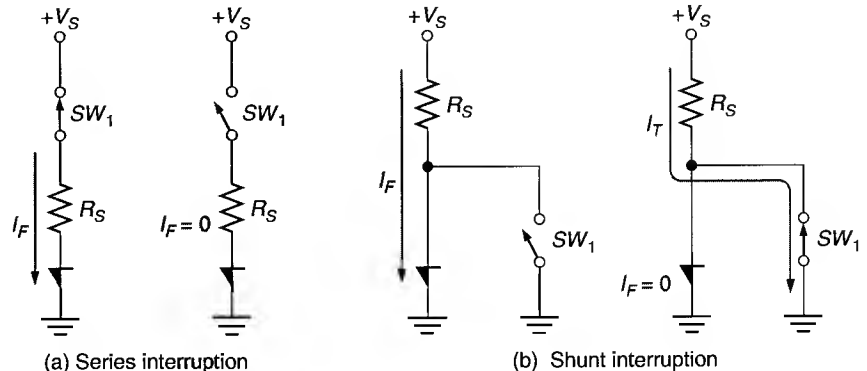 +V_S
SW_1
I_F
R_S
+V_S
SW_1
I_F = 0
R_S
(a) Series interruption
+V_S
R_S
I_F
SW_1
+V_S
R_S
I_T
SW_1
I_F = 0
(b) Shunt interruption